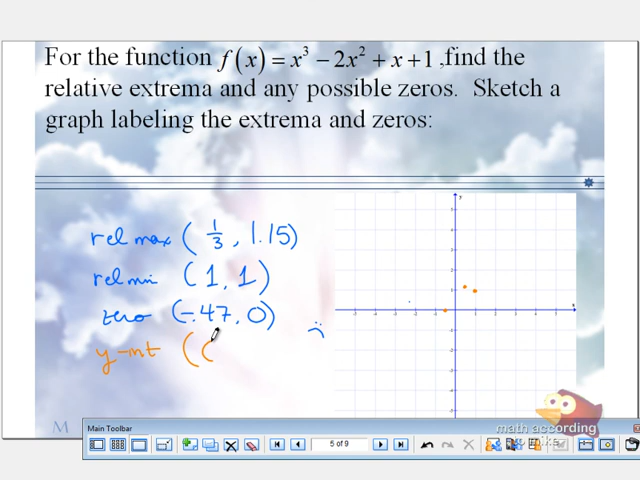 For the function f(x) = x³ − 2x² + x + 1 , find the
relative extrema and any possible zeros. Sketch a
graph labeling the extrema and zeros:
rel max ( 1/3 , 1.15)
rel min (1, 1)
zero (-.47, 0)
y-int ((
M
math according
to mike
Main Toolbar
5 of 9